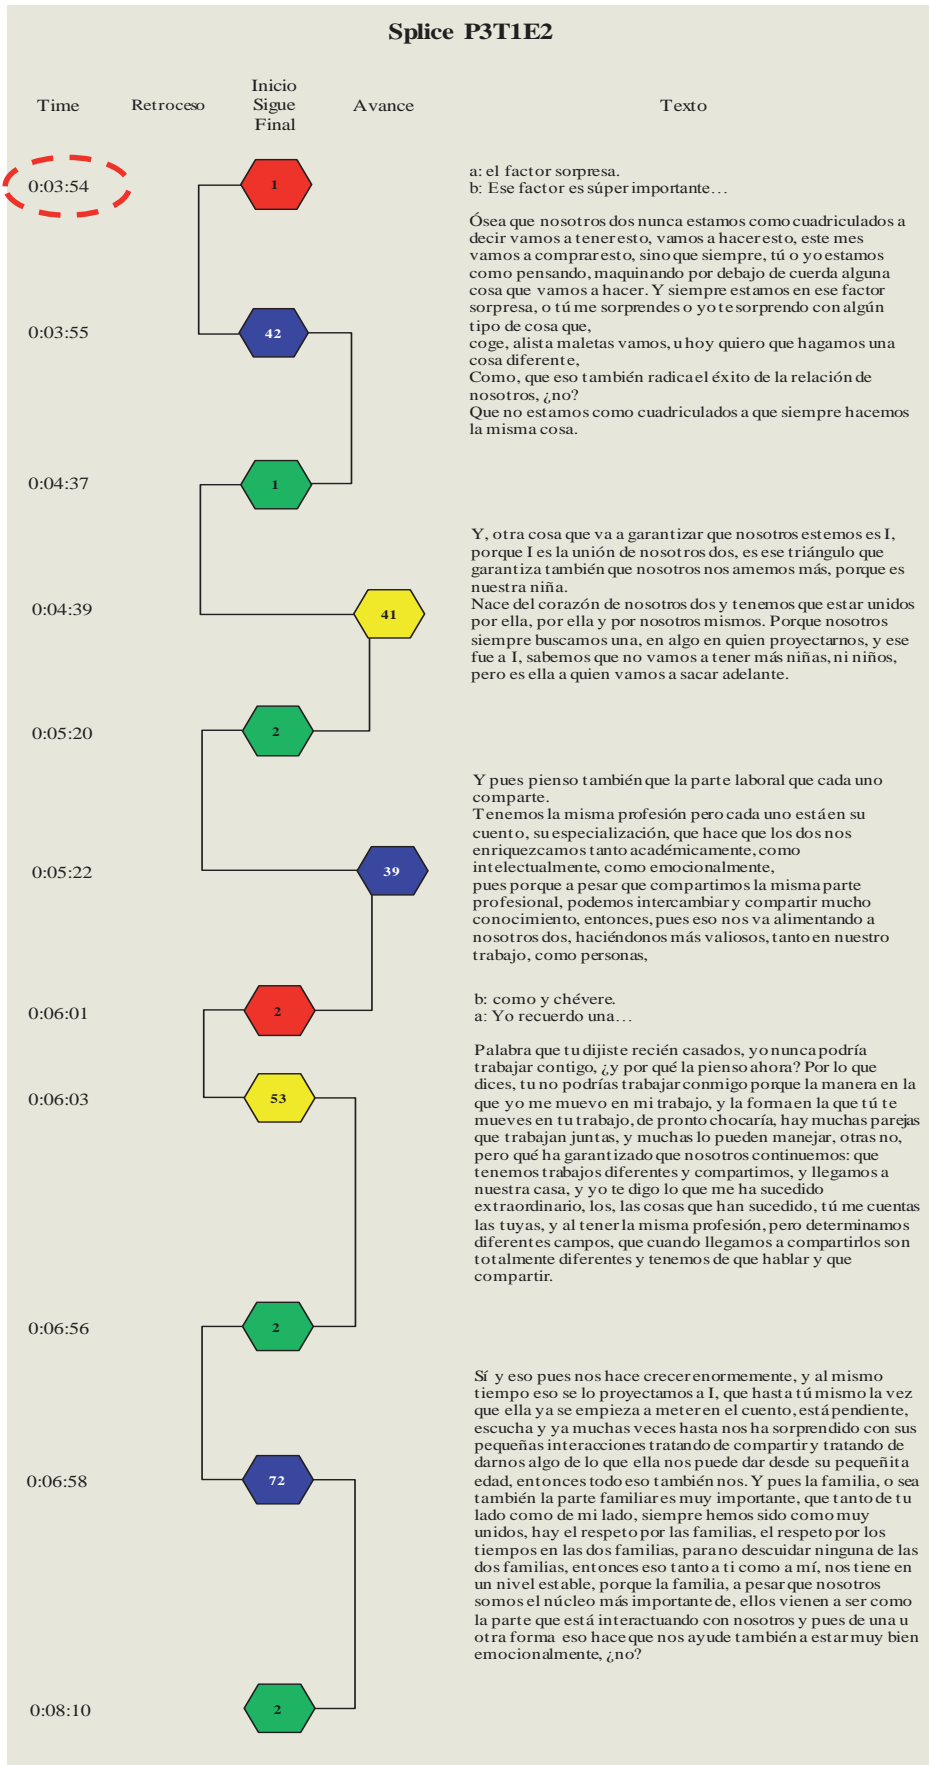 Splice P3T1E2
Time
Retroceso
Inicio
Sigue
Final
Avance
Texto
0:03:54
1
a: el factor sorpresa.
b: Ese factor es súper importante…
Ósea que nosotros dos nunca estamos como cuadriculados a
decir vamos a tener esto, vamos a hacer esto, este mes
vamos a comprar esto, sino que siempre, tú o yo estamos
como pensando, maquinando por debajo de cuerda alguna
cosa que vamos a hacer. Y siempre estamos en ese factor
sorpresa, o tú me sorprendes o yo te sorprendo con algún
tipo de cosa que,
coge, alista maletas vamos, u hoy quiero que hagamos una
cosa diferente,
Como, que eso también radica el éxito de la relación de
nosotros, ¿no?
Que no estamos como cuadriculados a que siempre hacemos
la misma cosa.
0:03:55
42
0:04:37
1
Y, otra cosa que va a garantizar que nosotros estemos es I,
porque I es la unión de nosotros dos, es ese triángulo que
garantiza también que nosotros nos amemos más, porque es
nuestra niña.
Nace del corazón de nosotros dos y tenemos que estar unidos
por ella, por ella y por nosotros mismos. Porque nosotros
siempre buscamos una, en algo en quien proyectarnos, y ese
fue a I, sabemos que no vamos a tener más niñas, ni niños,
pero es ella a quien vamos a sacar adelante.
0:04:39
41
0:05:20
2
Y pues pienso también que la parte laboral que cada uno
comparte.
Tenemos la misma profesión pero cada uno está en su
cuento, su especialización, que hace que los dos nos
enriquezcamos tanto académicamente, como
intelectualmente, como emocionalmente,
pues porque a pesar que compartimos la misma parte
profesional, podemos intercambiar y compartir mucho
conocimiento, entonces, pues eso nos va alimentando a
nosotros dos, haciéndonos más valiosos, tanto en nuestro
trabajo, como personas,
0:05:22
39
0:06:01
2
b: como y chévere.
a: Yo recuerdo una…
0:06:03
53
Palabra que tu dijiste recién casados, yo nunca podría
trabajar contigo, ¿y por qué la pienso ahora? Por lo que
dices, tu no podrías trabajar conmigo porque la manera en la
que yo me muevo en mi trabajo, y la forma en la que tú te
mueves en tu trabajo, de pronto chocaría, hay muchas parejas
que trabajan juntas, y muchas lo pueden manejar, otras no,
pero qué ha garantizado que nosotros continuemos: que
tenemos trabajos diferentes y compartimos, y llegamos a
nuestra casa, y yo te digo lo que me ha sucedido
extraordinario, los, las cosas que han sucedido, tú me cuentas
las tuyas, y al tener la misma profesión, pero determinamos
diferentes campos, que cuando llegamos a compartirlos son
totalmente diferentes y tenemos de que hablar y que
compartir.
0:06:56
2
Sí y eso pues nos hace crecer enormemente, y al mismo
tiempo eso se lo proyectamos a I, que hasta tú mismo la vez
que ella ya se empieza a meter en el cuento, está pendiente,
escucha y ya muchas veces hasta nos ha sorprendido con sus
pequeñas interacciones tratando de compartir y tratando de
darnos algo de lo que ella nos puede dar desde su pequeñita
edad, entonces todo eso también nos. Y pues la familia, o sea
también la parte familiar es muy importante, que tanto de tu
lado como de mi lado, siempre hemos sido como muy
unidos, hay el respeto por las familias, el respeto por los
tiempos en las dos familias, para no descuidar ninguna de las
dos familias, entonces eso tanto a ti como a mí, nos tiene en
un nivel estable, porque la familia, a pesar que nosotros
somos el núcleo más importante de, ellos vienen a ser como
la parte que está interactuando con nosotros y pues de una u
otra forma eso hace que nos ayude también a estar muy bien
emocionalmente, ¿no?
0:06:58
72
0:08:10
2